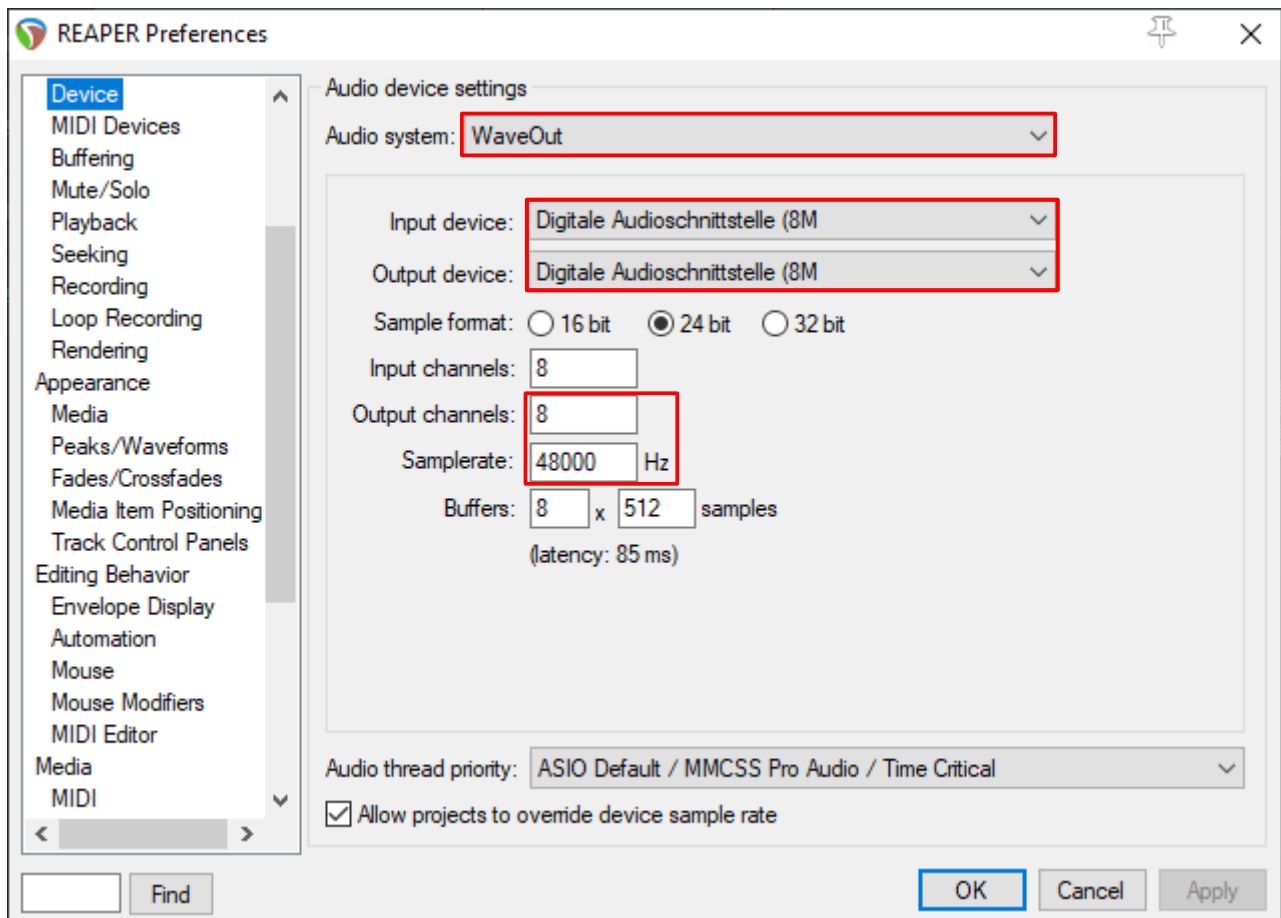 REAPER Preferences
Device
MIDI Devices
Buffering
Mute/Solo
Playback
Seeking
Recording
Loop Recording
Rendering
Appearance
Media
Peaks/Waveforms
Fades/Crossfades
Media Item Positioning
Track Control Panels
Editing Behavior
Envelope Display
Automation
Mouse
Mouse Modifiers
MIDI Editor
Media
MIDI
Find
Audio device settings
Audio system: WaveOut
Input device: Digitale Audioschnittstelle (8M
Output device: Digitale Audioschnittstelle (8M
Sample format: 16 bit 24 bit 32 bit
Input channels: 8
Output channels: 8
Samplerate: 48000 Hz
Buffers: 8 x 512 samples
(latency: 85 ms)
Audio thread priority: ASIO Default / MMCSS Pro Audio / Time Critical
Allow projects to override device sample rate
OK Cancel Apply